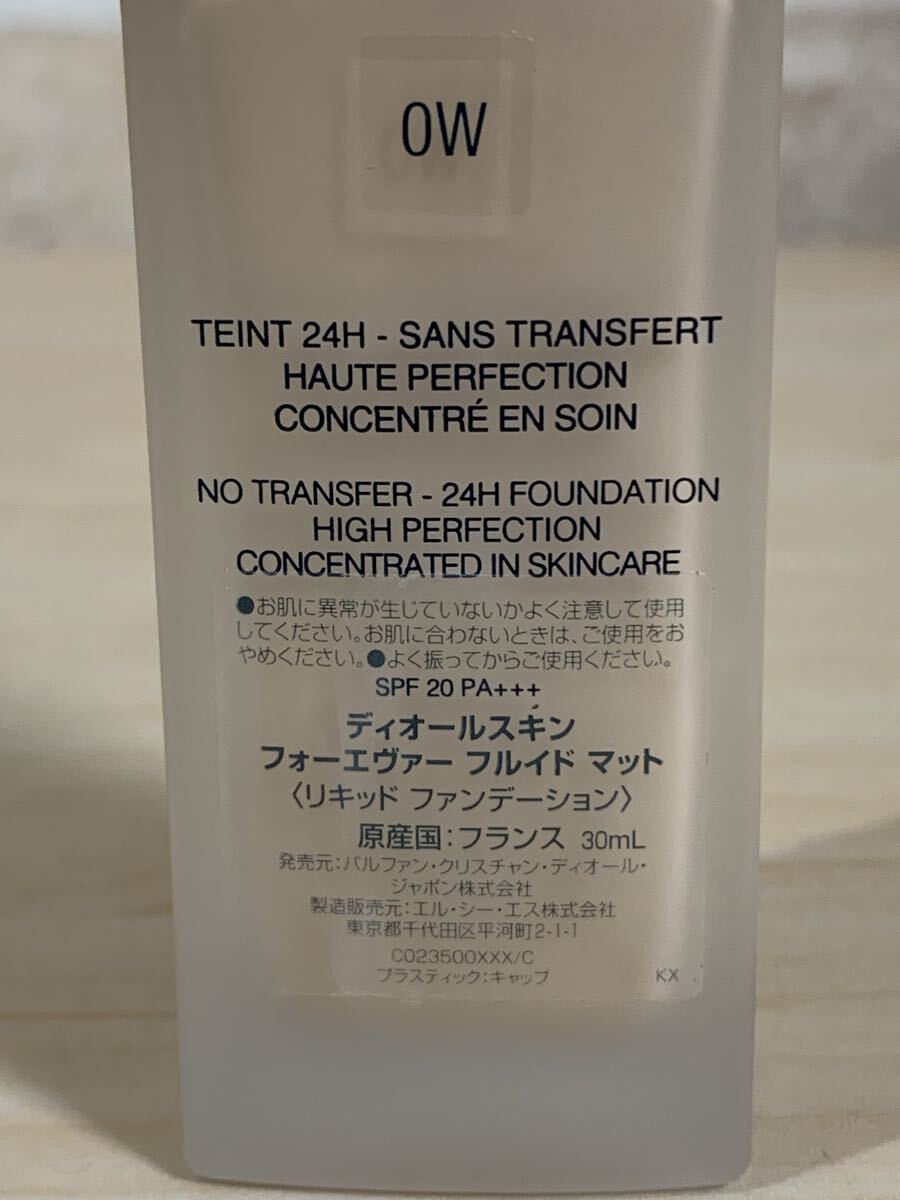 0W
TEINT 24H - SANS TRANSFERT
HAUTE PERFECTION
CONCENTRÉ EN SOIN
NO TRANSFER - 24H FOUNDATION
HIGH PERFECTION
CONCENTRATED IN SKINCARE
●お肌に異常が生じていないかよく注意して使用
してください。お肌に合わないときは、ご使用をお
やめください。●よく振ってからご使用ください。
SPF 20 PA+++
ディオールスキン
フォーエヴァー フルイド マット
〈リキッド ファンデーション〉
原産国：フランス 30mL
発売元：パルファン・クリスチャン・ディオール・
ジャポン株式会社
製造販売元：エル・シー・エス株式会社
東京都千代田区平河町2-1-1
C023500XXX/C
プラスティック：キャップ KX